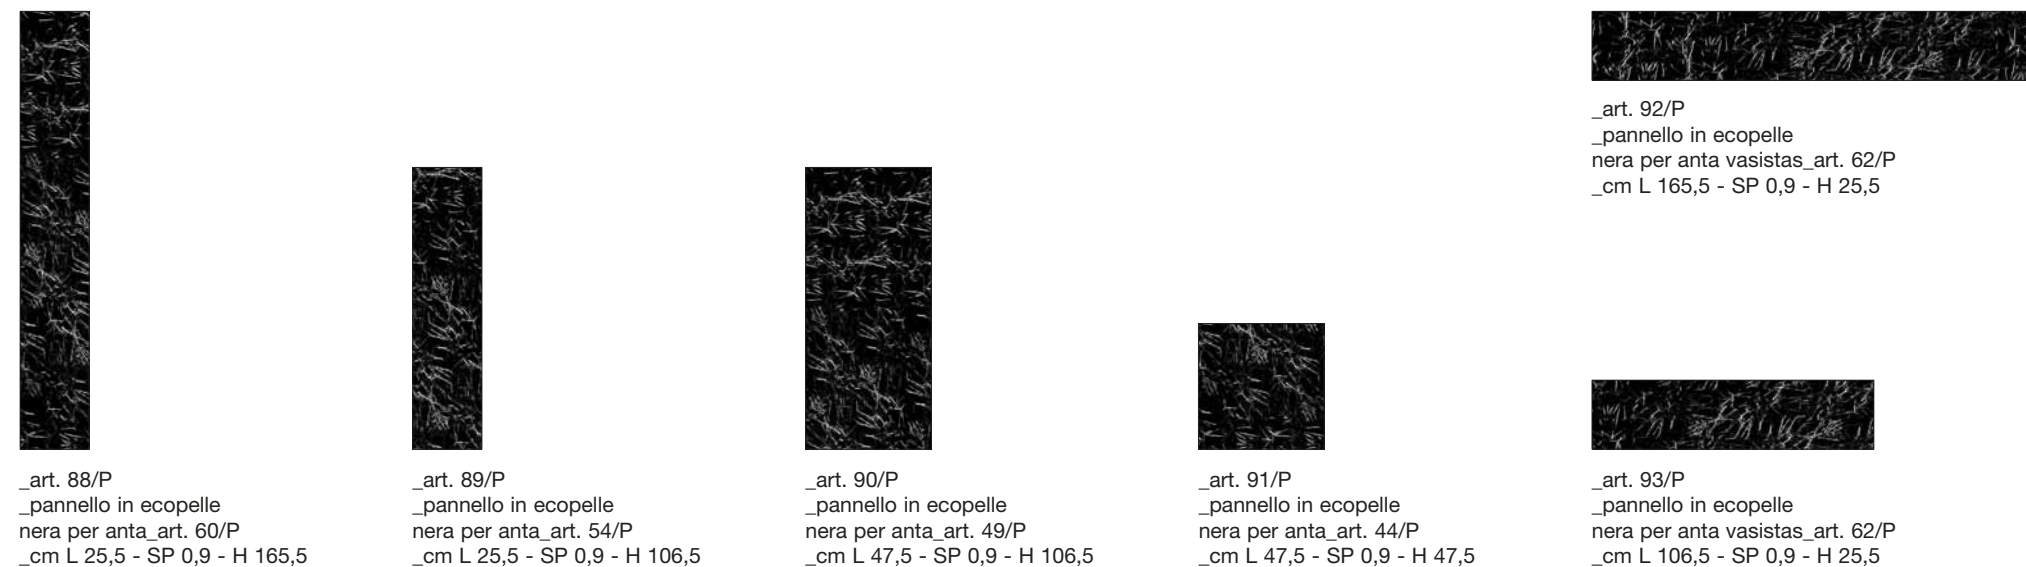 _art. 92/P
_pannello in ecopelle
nera per anta vasistas_art. 62/P
_cm L 165,5 - SP 0,9 - H 25,5
_art. 88/P
_pannello in ecopelle
nera per anta_art. 60/P
_cm L 25,5 - SP 0,9 - H 165,5
_art. 89/P
_pannello in ecopelle
nera per anta_art. 54/P
_cm L 25,5 - SP 0,9 - H 106,5
_art. 90/P
_pannello in ecopelle
nera per anta_art. 49/P
_cm L 47,5 - SP 0,9 - H 106,5
_art. 91/P
_pannello in ecopelle
nera per anta_art. 44/P
_cm L 47,5 - SP 0,9 - H 47,5
_art. 93/P
_pannello in ecopelle
nera per anta vasistas_art. 62/P
_cm L 106,5 - SP 0,9 - H 25,5